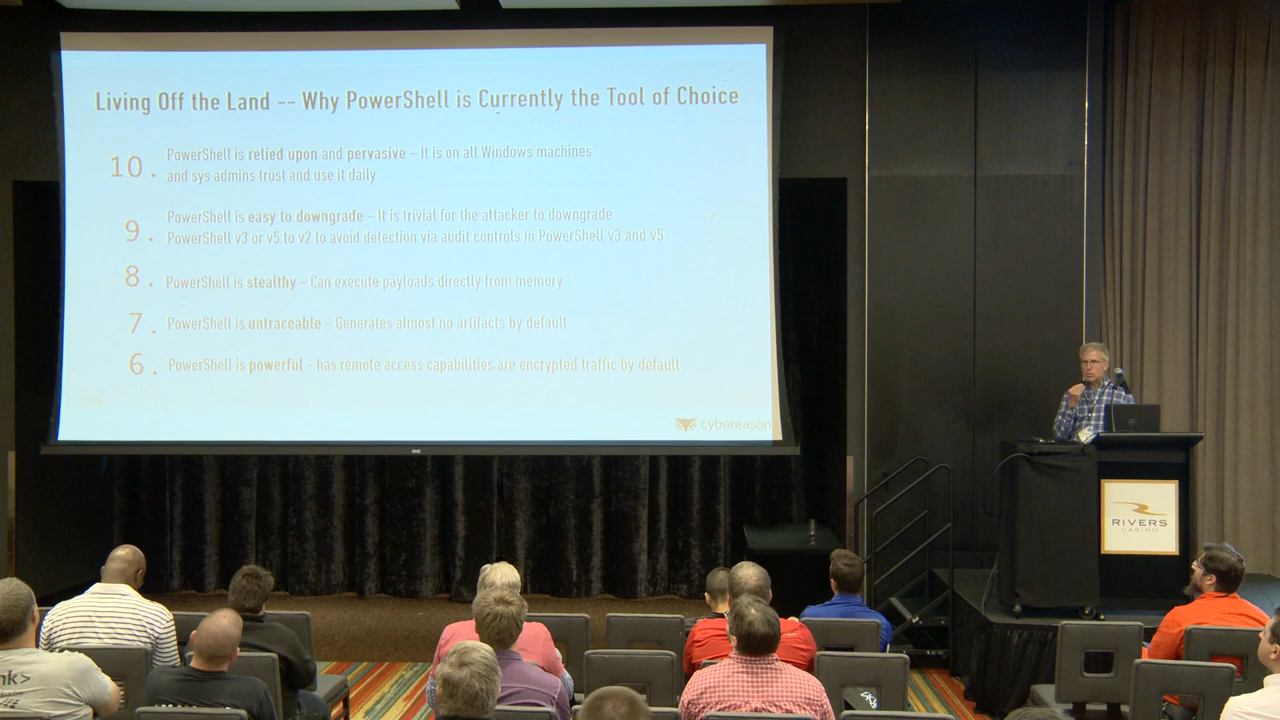 Living Off the Land -- Why PowerShell is Currently the Tool of Choice
10. PowerShell is relied upon and pervasive – It is on all Windows machines
and sys admins trust and use it daily
9. PowerShell is easy to downgrade – It is trivial for the attacker to downgrade
PowerShell v3 or v5 to v2 to avoid detection via audit controls in PowerShell v3 and v5
8. PowerShell is stealthy – Can execute payloads directly from memory
7. PowerShell is untraceable – Generates almost no artifacts by default
6. PowerShell is powerful – has remote access capabilities are encrypted traffic by default
cybereason
RIVERS
CASINO
nk>